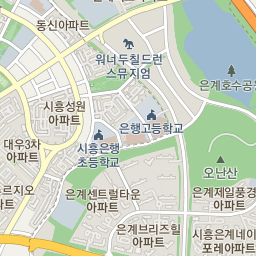 동신아파트
워너두칠드런
스뮤지엄
은계호수공
시흥성원
아파트
은행고등학교
대우3차
아파트
시흥은행
초등학교
오난산
르지오
은계센트럴타운
아파트
은계제일풍경
아파트
은계브리즈힐
아파트
시흥은계네이
포레아파트